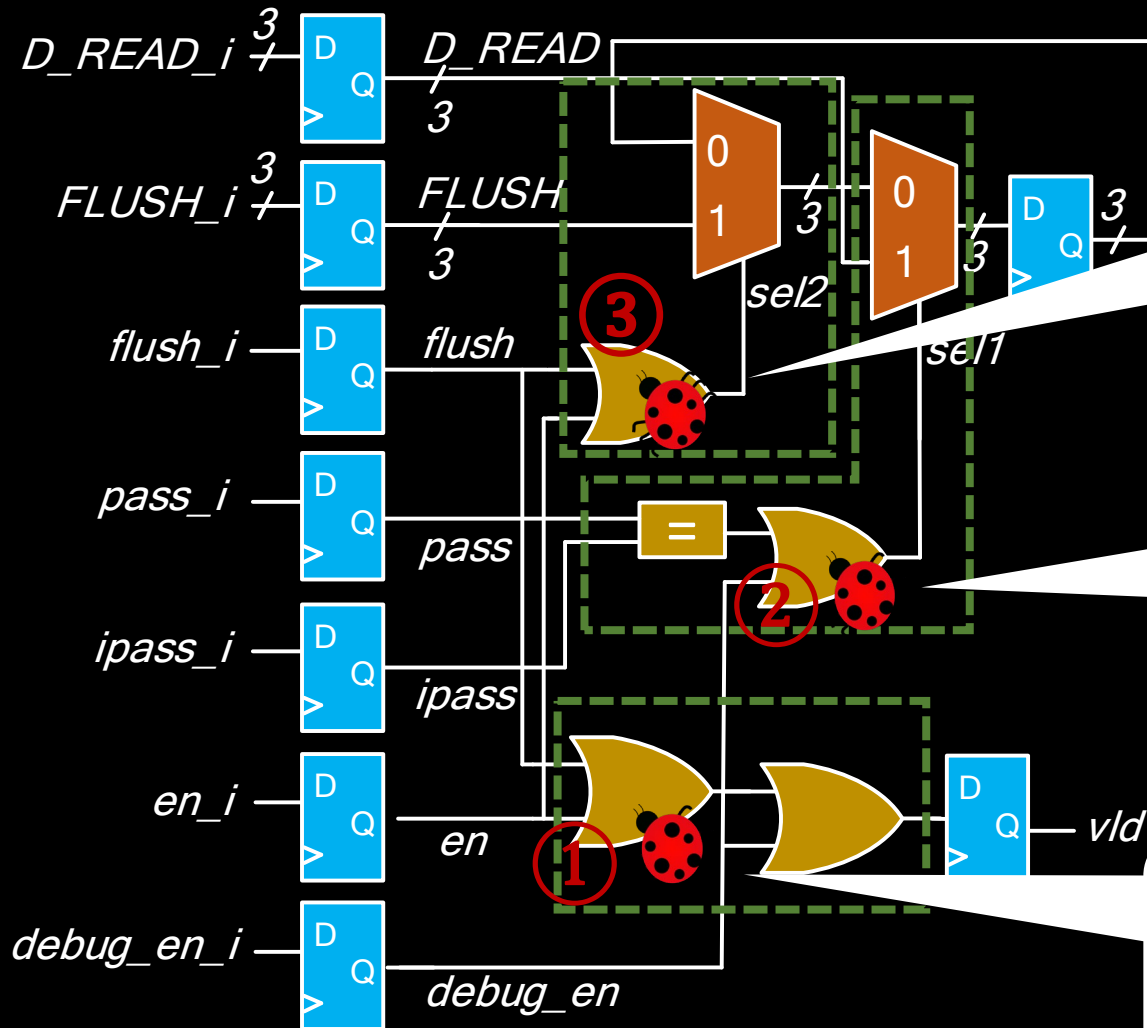 D_READ_i
3
D
Q
D_READ
3
FLUSH_i
3
D
Q
FLUSH
3
0
1
3
sel2
0
1
3
sel1
D
Q
3
flush_i
D
Q
flush
③
pass_i
D
Q
pass
=
②
ipass_i
D
Q
ipass
en_i
D
Q
en
①
D
Q
vld
debug_en_i
D
Q
debug_en